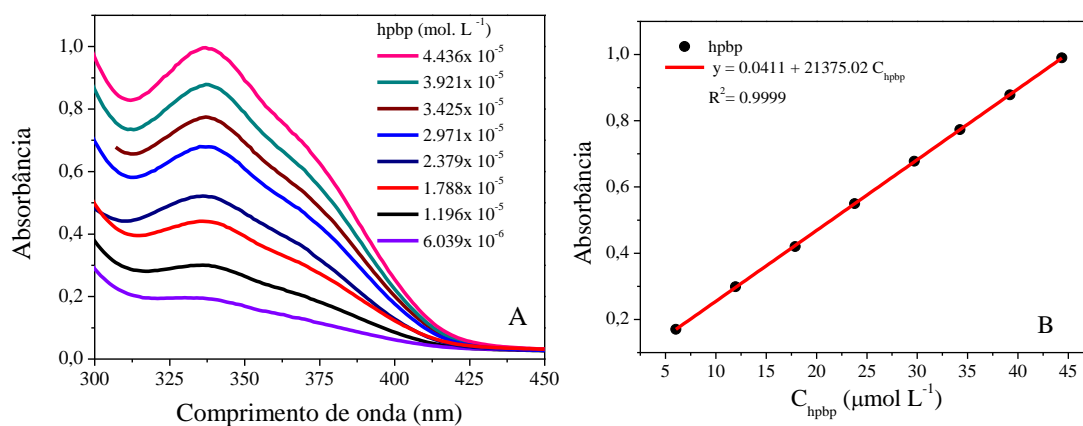 hpbp (mol. L⁻¹)
4.436x 10⁻⁵
3.921x 10⁻⁵
3.425x 10⁻⁵
2.971x 10⁻⁵
2.379x 10⁻⁵
1.788x 10⁻⁵
1.196x 10⁻⁵
6.039x 10⁻⁶
A
1,0
0,8
0,6
0,4
0,2
0,0
Absorbância
300 325 350 375 400 425 450
Comprimento de onda (nm)
hpbp
y = 0.0411 + 21375.02 C_hpbp
R²= 0.9999
B
1,0
0,8
0,6
0,4
0,2
Absorbância
5 10 15 20 25 30 35 40 45
C_hpbp (μmol L⁻¹)